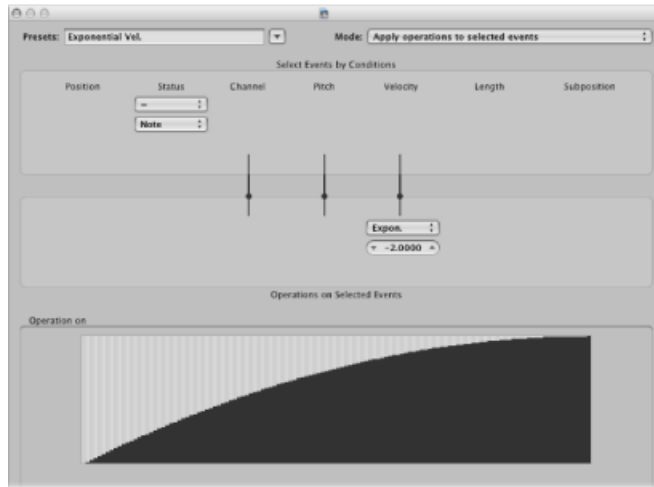 Presets: Exponential Vel. Mode: Apply operations to selected events
Select Events by Conditions
Position Status Channel Pitch Velocity Length Subposition
=
Note
Expon.
-2.0000
Operations on Selected Events
Operation on